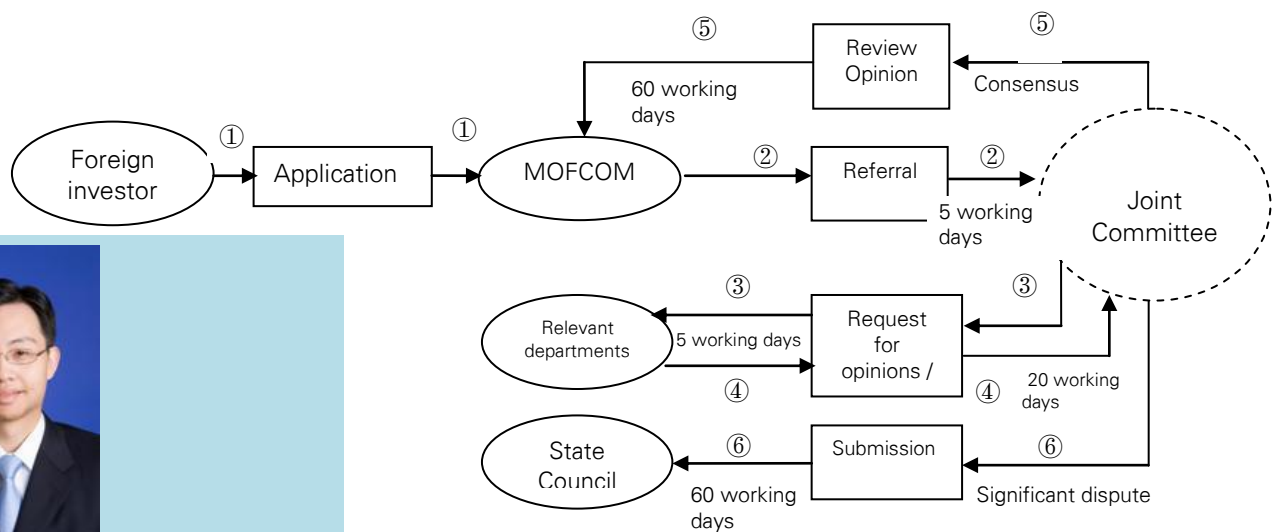 ⑤
⑤
Review
Opinion
Consensus
60 working
days
①
①
Foreign
investor
Application
MOFCOM
②
Referral
②
5 working
days
Joint
Committee
③
③
Relevant
departments
5 working days
Request
for
opinions /
④
④
20 working
days
State
Council
⑥
60 working
days
Submission
⑥
Significant dispute